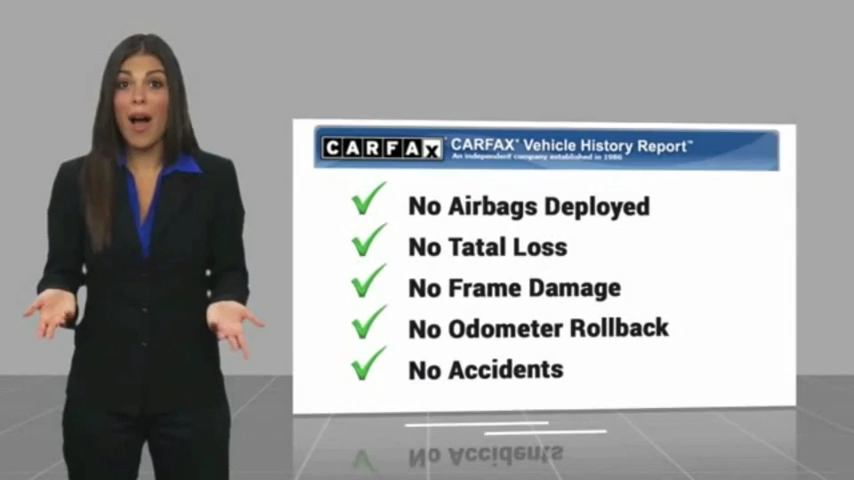 CARFAX CARFAX® Vehicle History Report™
An independent company established in 1986
No Airbags Deployed
No Tatal Loss
No Frame Damage
No Odometer Rollback
No Accidents
No Accidents